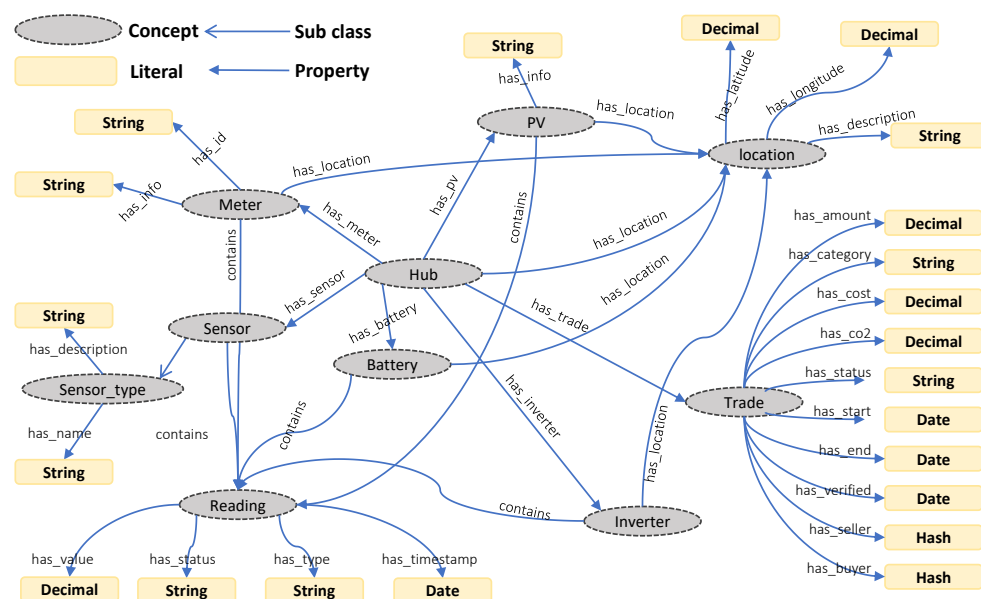 Concept
Sub class
Literal
Property
String
has_info
PV
has_location
Decimal
has_latitude
Decimal
has_longitude
has_description
String
location
String
has_id
String
has_info
Meter
has_location
has_pv
contains
has_meter
contains
Hub
has_location
has_location
has_sensor
has_battery
has_trade
Sensor
Battery
String
has_description
Sensor_type
has_name
String
contains
contains
has_inverter
has_location
Trade
has_amount
Decimal
has_category
String
has_cost
Decimal
has_co2
Decimal
has_status
String
has_start
Date
has_end
Date
has_verified
Date
has_seller
Hash
has_buyer
Hash
Reading
contains
Inverter
has_value
has_status
has_type
has_timestamp
Decimal
String
String
Date